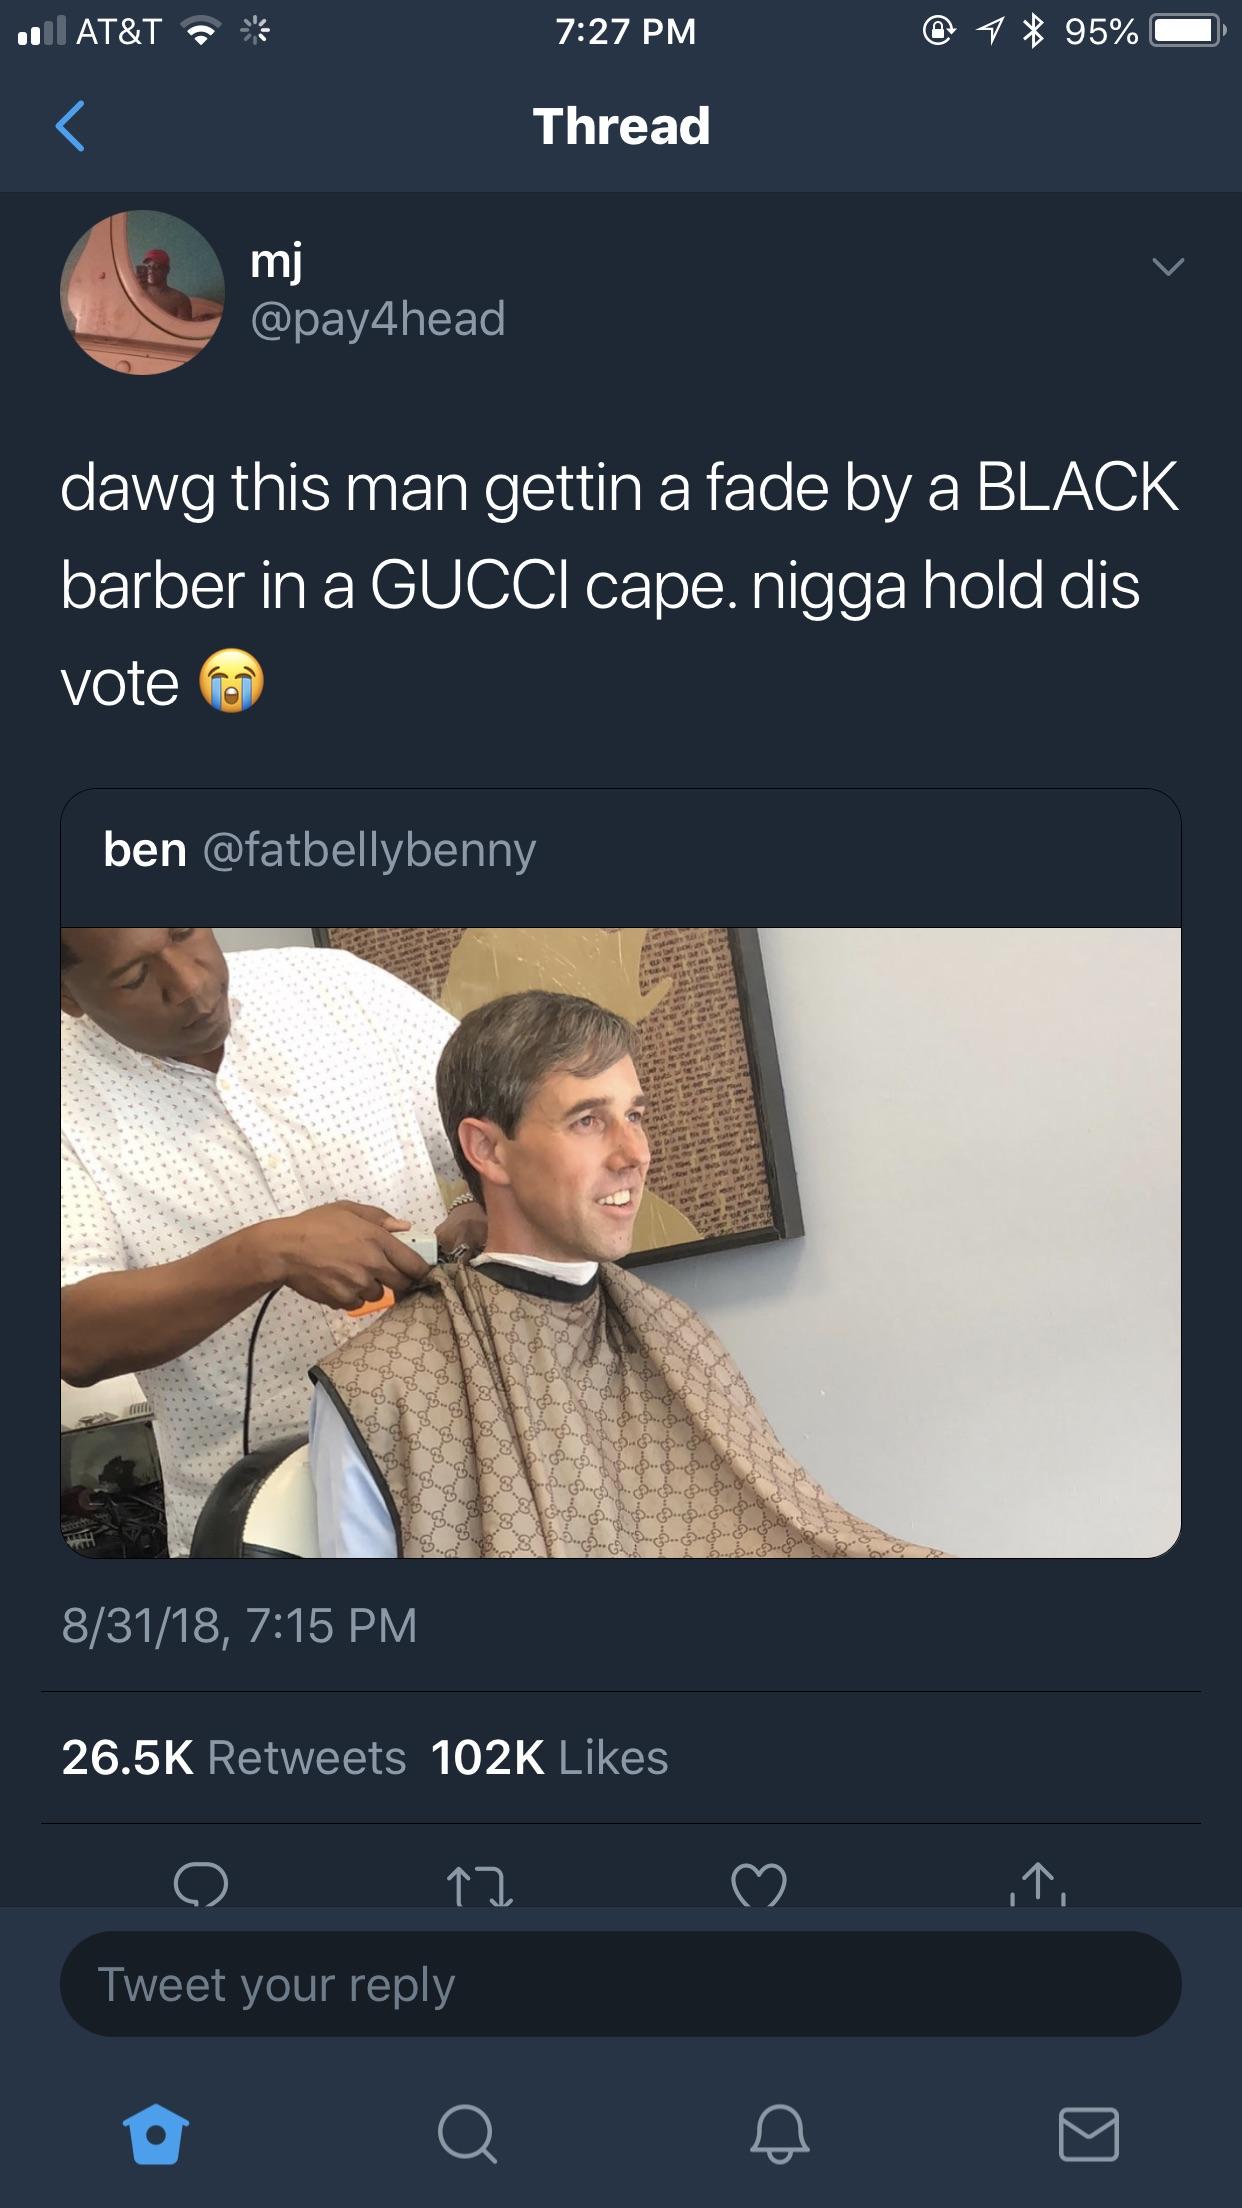 AT&T 7:27 PM 95%
Thread
mj
@pay4head
dawg this man gettin a fade by a BLACK
barber in a GUCCI cape. nigga hold dis
vote 😭
ben @fatbellybenny
8/31/18, 7:15 PM
26.5K Retweets 102K Likes
Tweet your reply